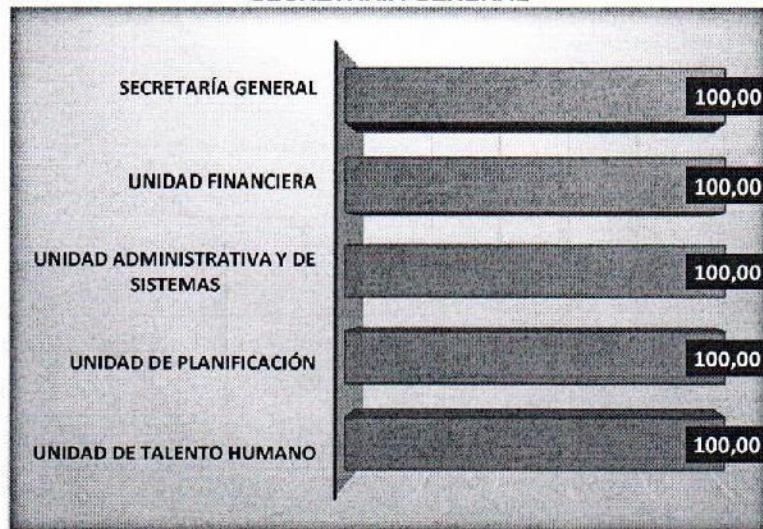 SECRETARÍA GENERAL
100,00
UNIDAD FINANCIERA
100,00
UNIDAD ADMINISTRATIVA Y DE
SISTEMAS
100,00
UNIDAD DE PLANIFICACIÓN
100,00
UNIDAD DE TALENTO HUMANO
100,00